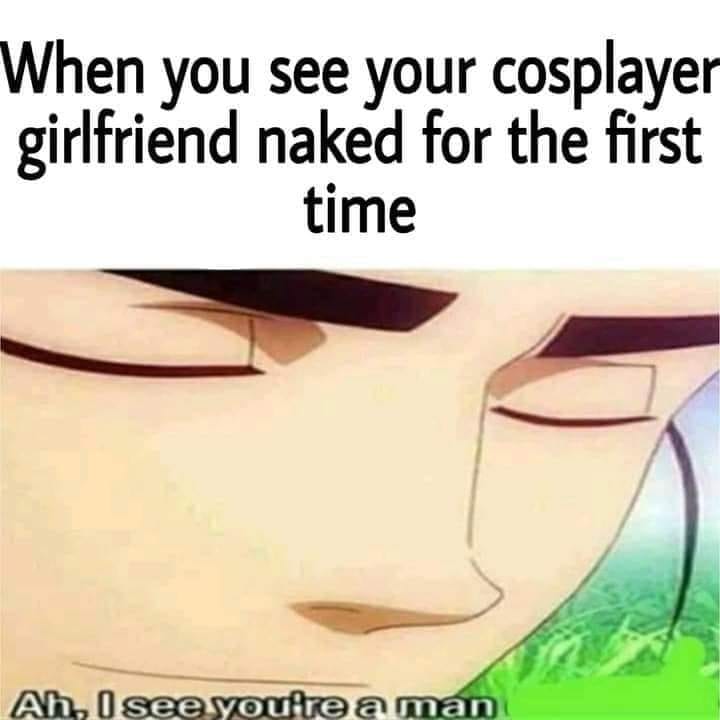 When you see your cosplayer
girlfriend naked for the first
time
Ah, I see you're a man